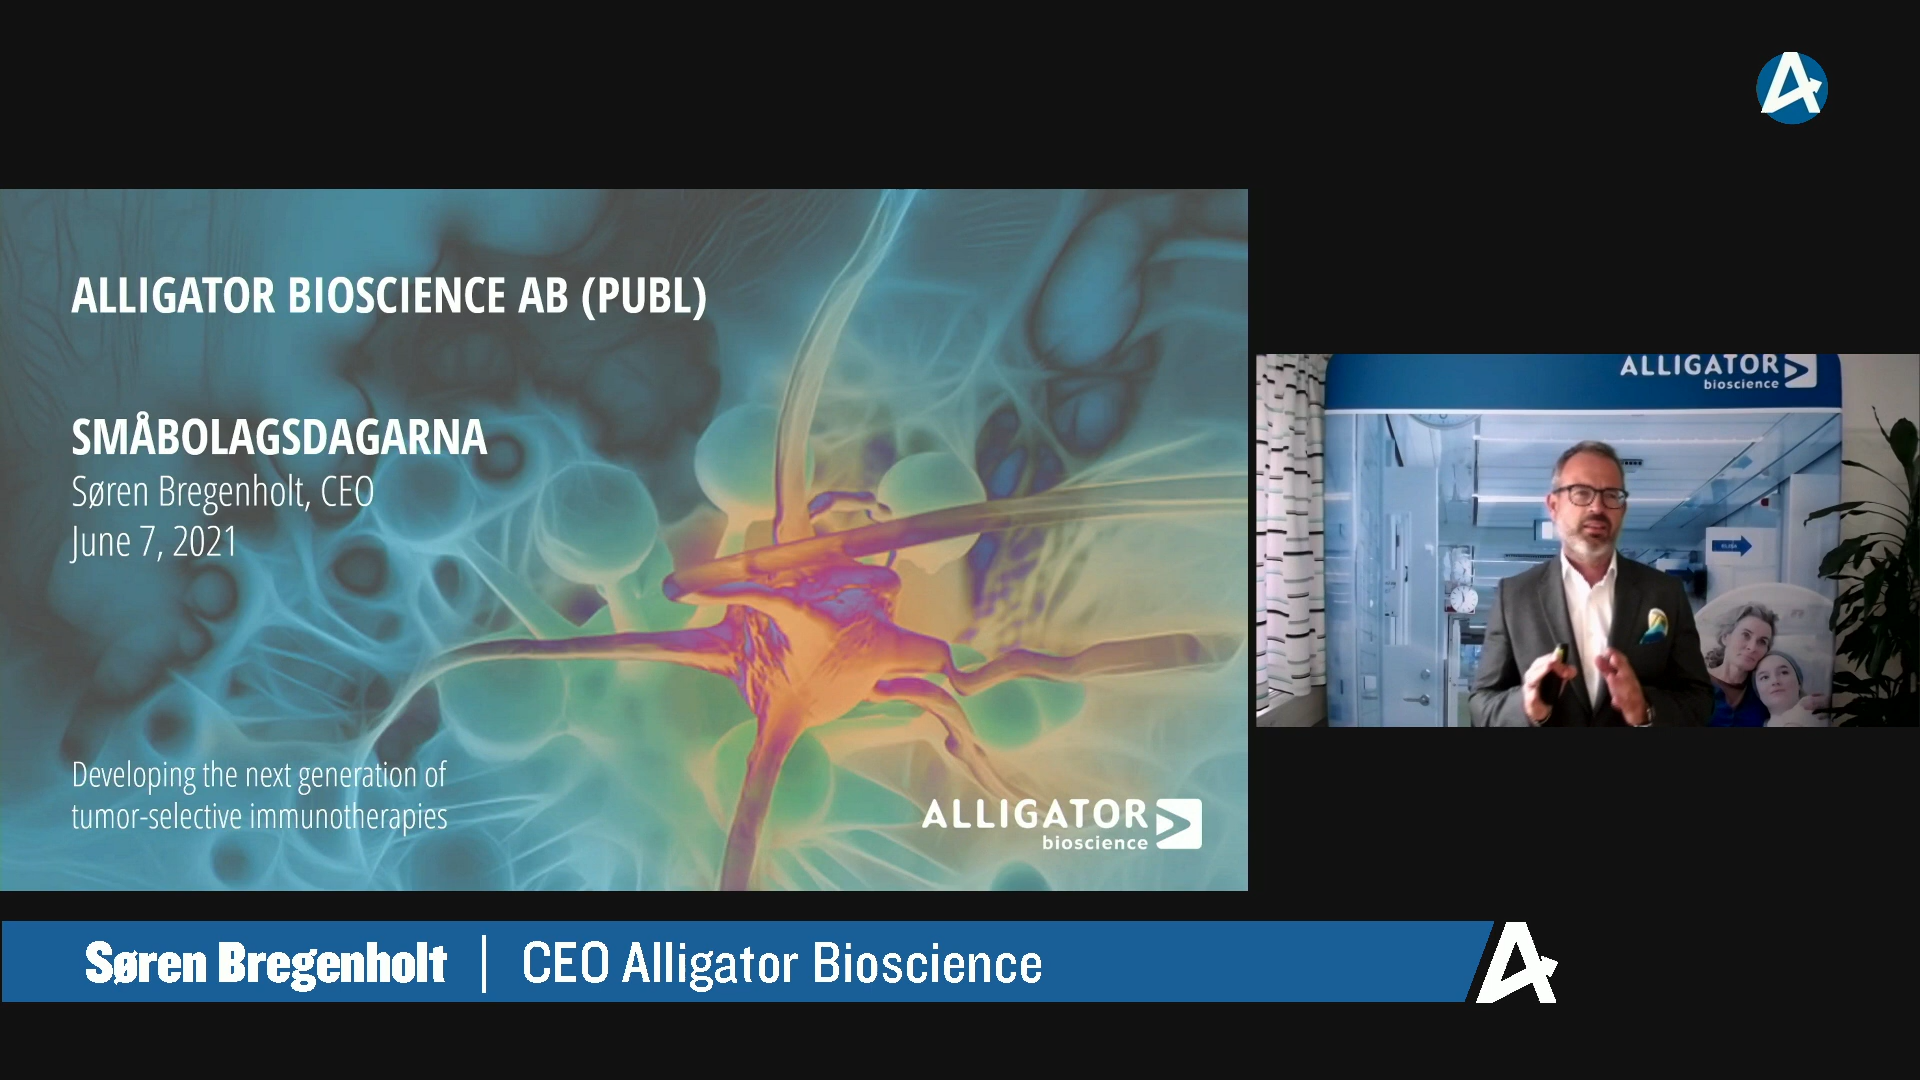 ALLIGATOR BIOSCIENCE AB (PUBL)
SMÅBOLAGSDAGARNA
Søren Bregenholt, CEO
June 7, 2021
Developing the next generation of
tumor-selective immunotherapies
ALLIGATOR
bioscience
ALLIGATOR
bioscience
Søren Bregenholt | CEO Alligator Bioscience